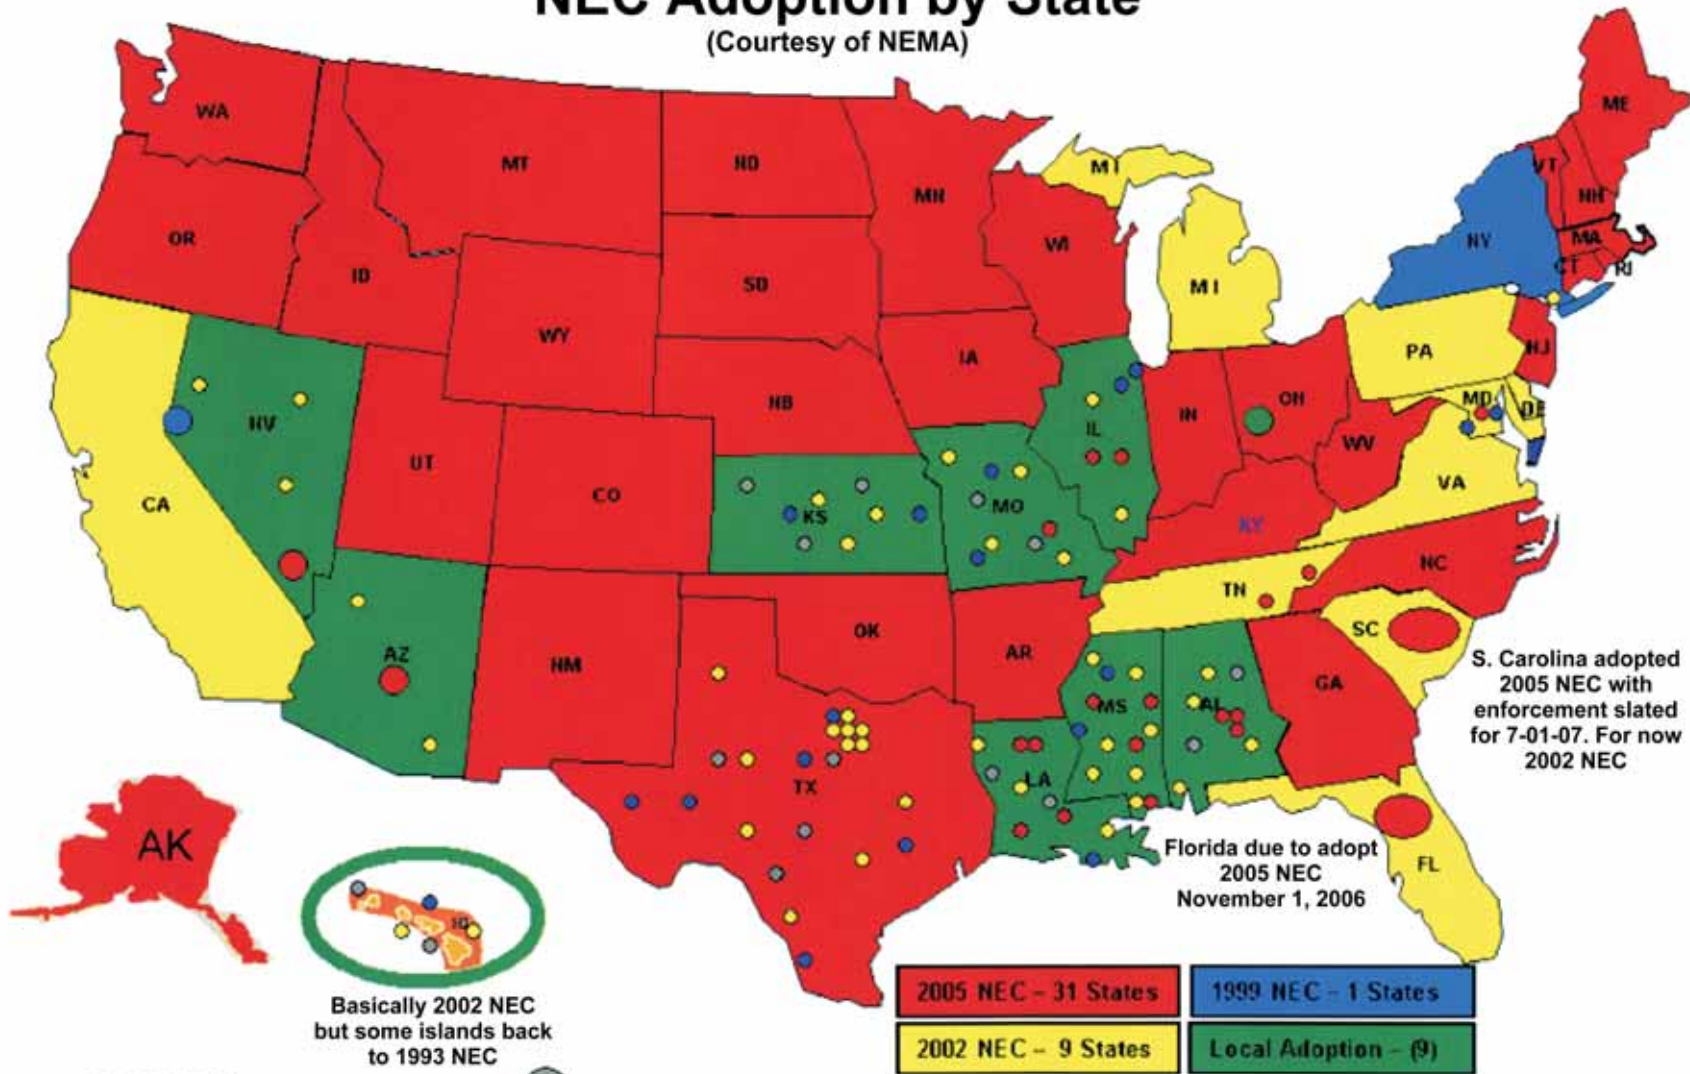 NEC Adoption by State
(Courtesy of NEMA)
WA
MT
ND
MN
OR
ID
SD
WI
MI
MI
ME
VT
NH
NY
MA
CT
RI
WY
IA
NB
PA
NJ
NV
UT
CO
CA
KS
MO
IL
IN
OH
WV
MD
DE
VA
KY
NC
TN
AZ
NM
OK
AR
SC
MS
AL
GA
TX
LA
FL
S. Carolina adopted
2005 NEC with
enforcement slated
for 7-01-07. For now
2002 NEC
AK
Florida due to adopt
2005 NEC
November 1, 2006
Basically 2002 NEC
but some islands back
to 1993 NEC
2005 NEC - 31 States
1999 NEC - 1 States
2002 NEC - 9 States
Local Adoption - (9)